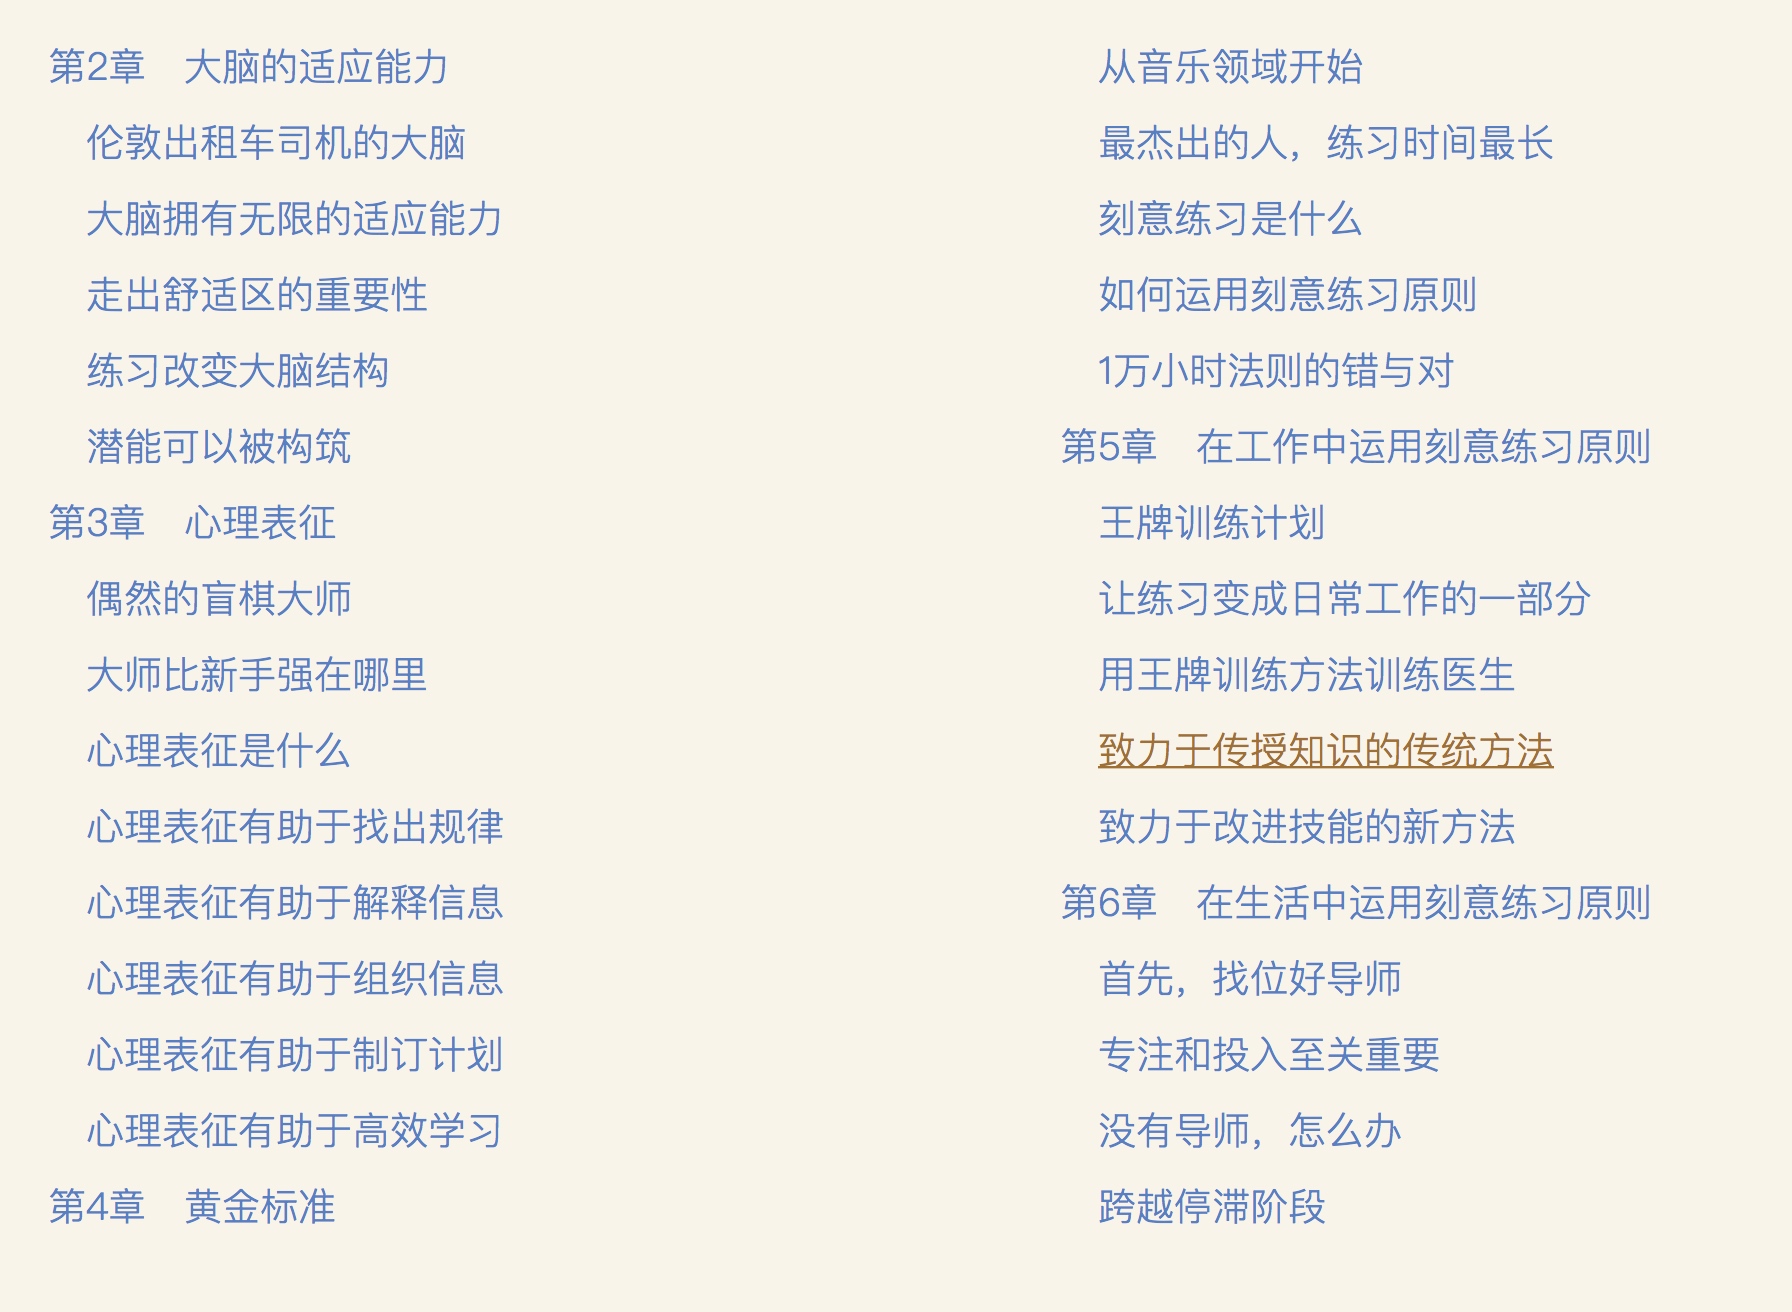 第2章　大脑的适应能力
伦敦出租车司机的大脑
大脑拥有无限的适应能力
走出舒适区的重要性
练习改变大脑结构
潜能可以被构筑
第3章　心理表征
偶然的盲棋大师
大师比新手强在哪里
心理表征是什么
心理表征有助于找出规律
心理表征有助于解释信息
心理表征有助于组织信息
心理表征有助于制订计划
心理表征有助于高效学习
第4章　黄金标准
从音乐领域开始
最杰出的人，练习时间最长
刻意练习是什么
如何运用刻意练习原则
1万小时法则的错与对
第5章　在工作中运用刻意练习原则
王牌训练计划
让练习变成日常工作的一部分
用王牌训练方法训练医生
致力于传授知识的传统方法
致力于改进技能的新方法
第6章　在生活中运用刻意练习原则
首先，找位好导师
专注和投入至关重要
没有导师，怎么办
跨越停滞阶段